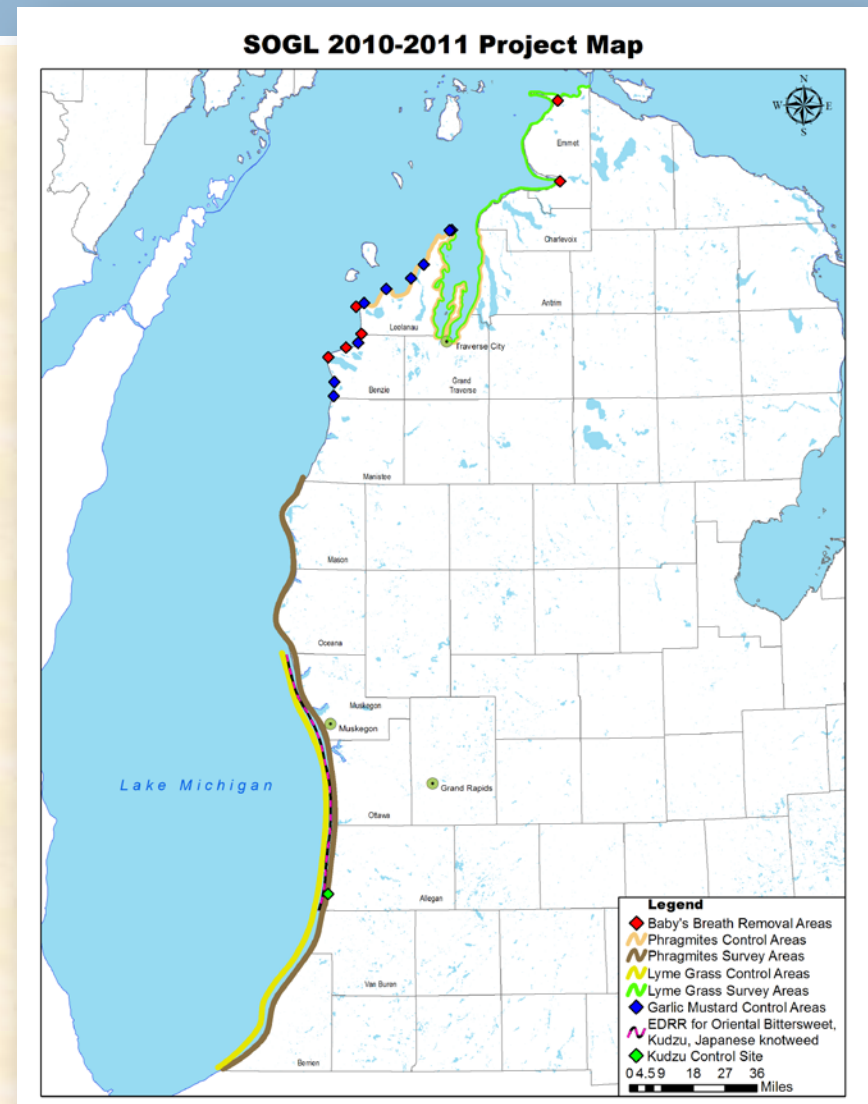 SOGL 2010-2011 Project Map
N
W E
S
Emmet
Charlevoix
Antrim
Leelanau
Traverse City
Benzie
Grand
Traverse
Manistee
Mason
Oceana
Muskegon
Muskegon
Lake Michigan
Grand Rapids
Ottawa
Allegan
Van Buren
Berrien
Legend
Baby's Breath Removal Areas
Phragmites Control Areas
Phragmites Survey Areas
Lyme Grass Control Areas
Lyme Grass Survey Areas
Garlic Mustard Control Areas
EDRR for Oriental Bittersweet,
Kudzu, Japanese knotweed
Kudzu Control Site
0 4.5 9 18 27 36
Miles